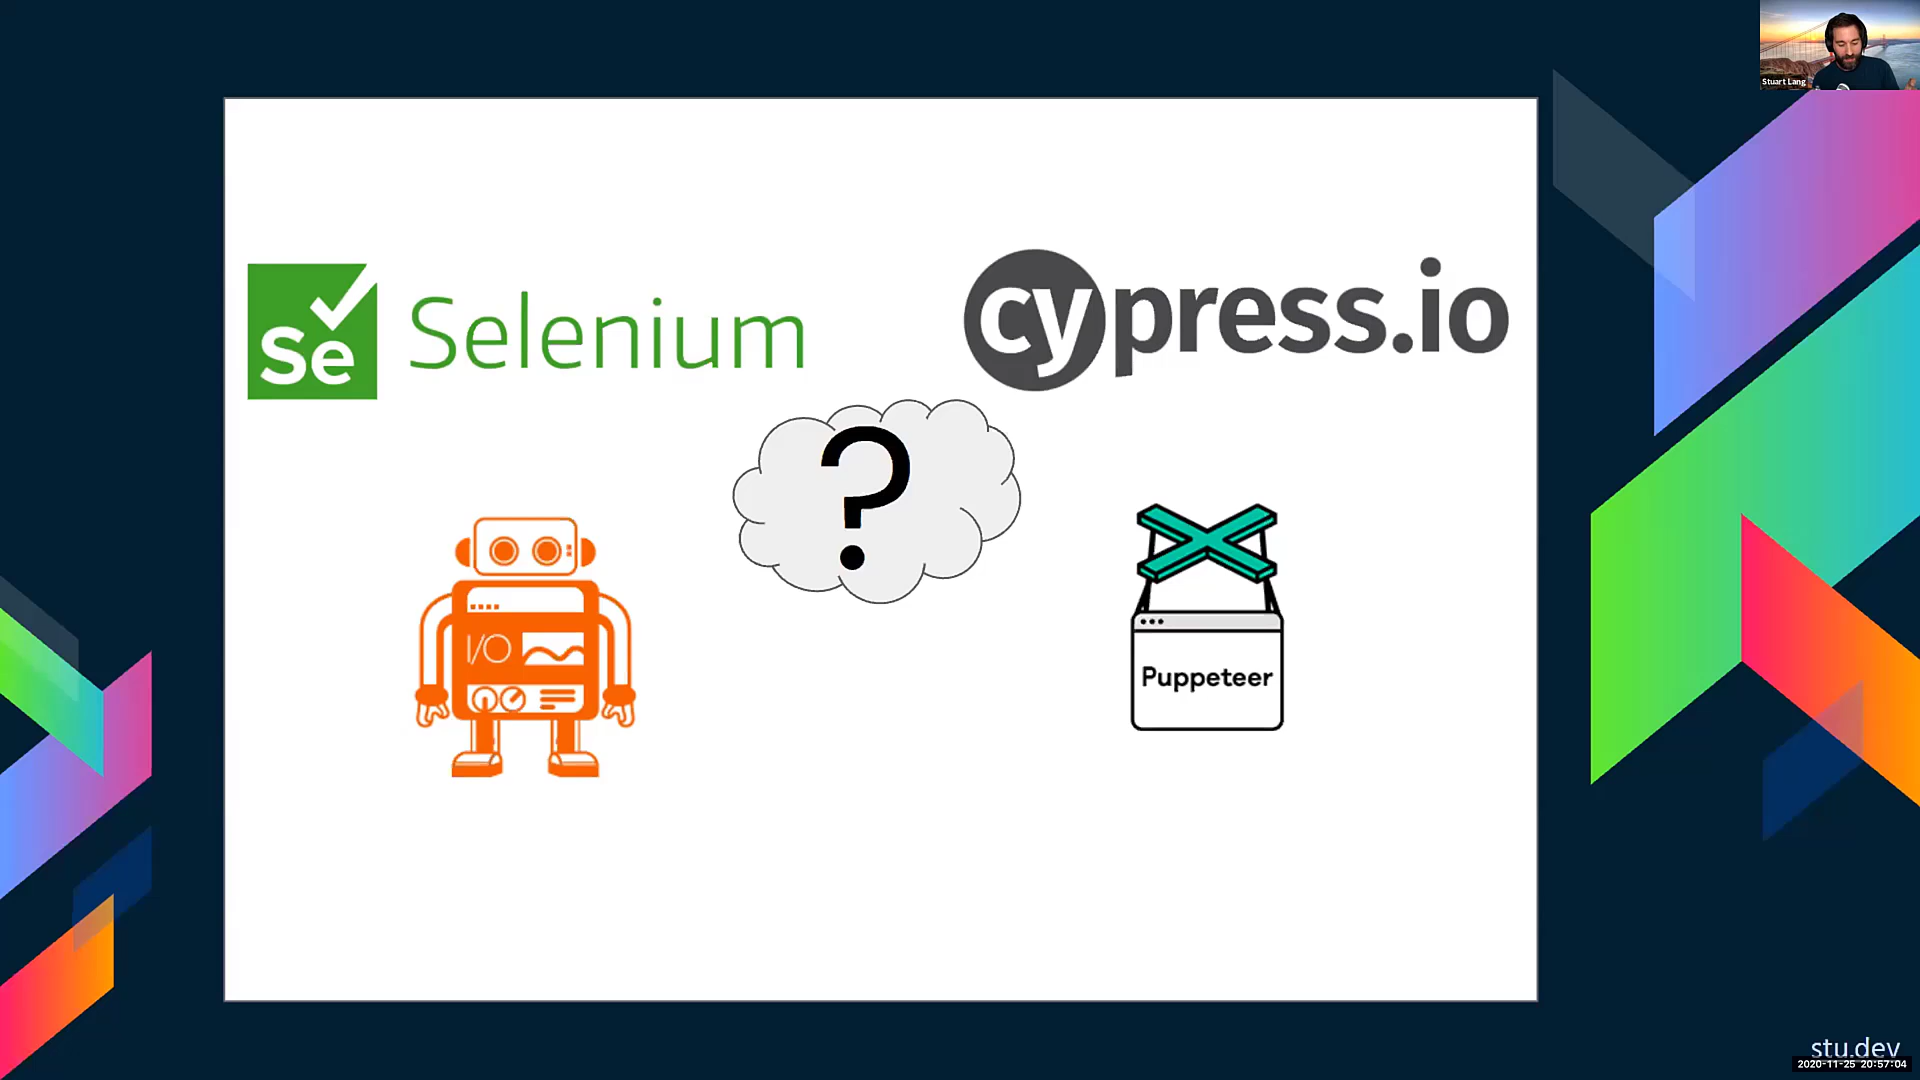 Stuart Lang
Se Selenium
cypress.io
?
I/O
Puppeteer
stu.dev
2020-11-25 20:57:04